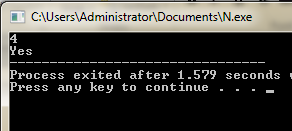 C:\Users\Administrator\Documents\N.exe
4
Yes
--------------------------------
Process exited after 1.579 seconds
Press any key to continue . . .